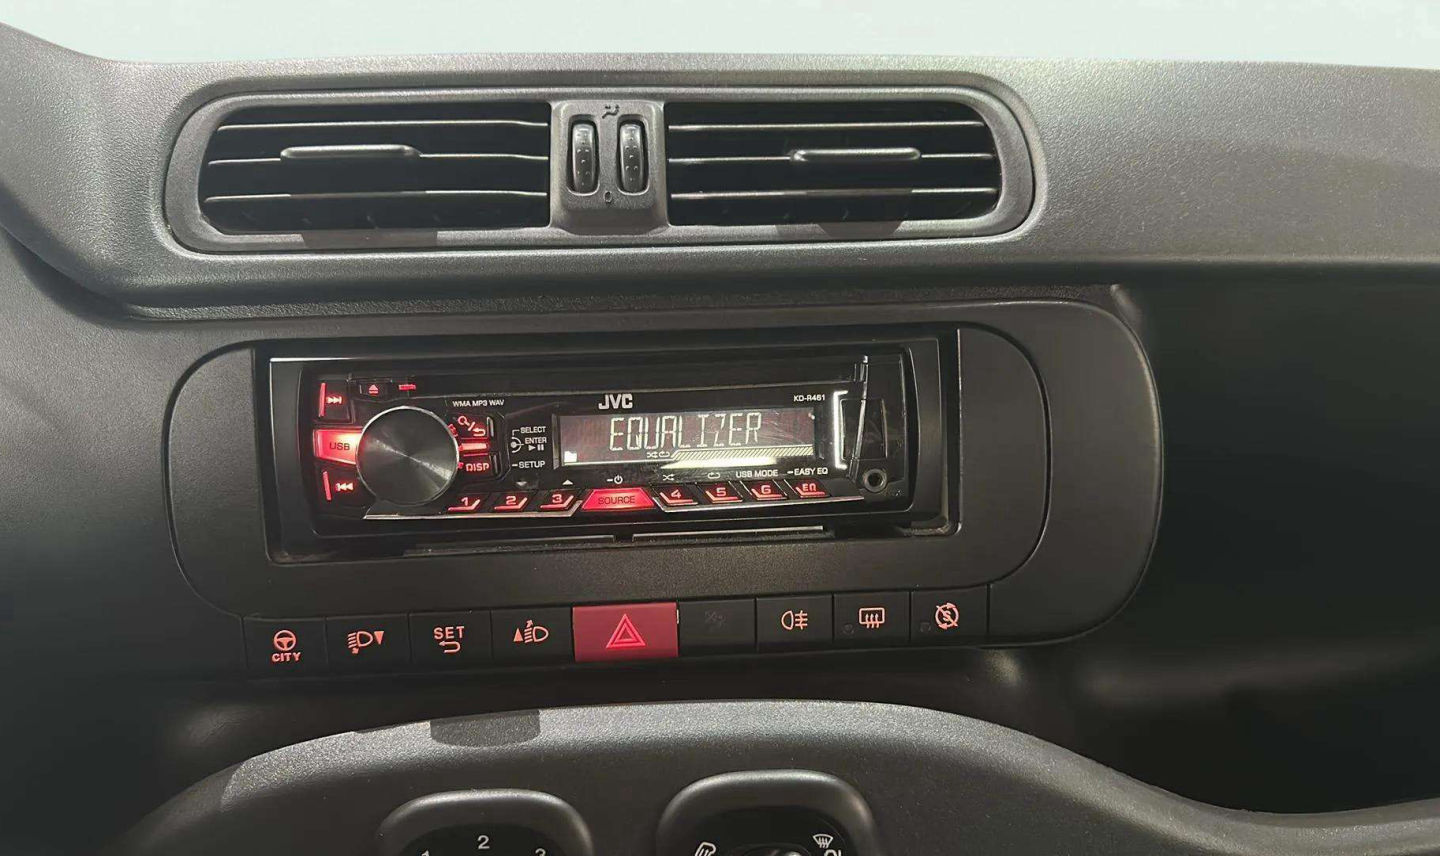 WMA MP3 WAV
JVC
KD-R461
USB
DISP
SELECT
ENTER
SETUP
EQUALIZER
USB MODE
EASY EQ
1
2
3
SOURCE
4
5
6
EQ
CITY
SET
2